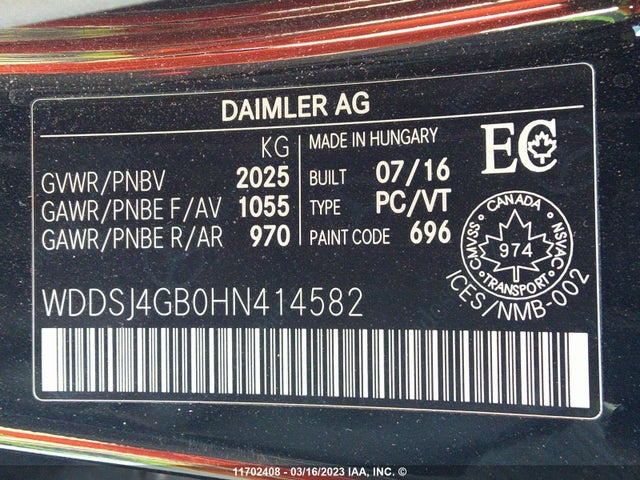 DAIMLER AG
KG
GVWR/PNBV 2025
GAWR/PNBE F/AV 1055
GAWR/PNBE R/AR 970
MADE IN HUNGARY
BUILT 07/16
TYPE PC/VT
PAINT CODE 696
EC
CANADA
CMVSS NSVAC
974
TRANSPORT
ICES/NMB-002
WDDSJ4GB0HN414582
11702408 - 03/16/2023 IAA, INC. ©